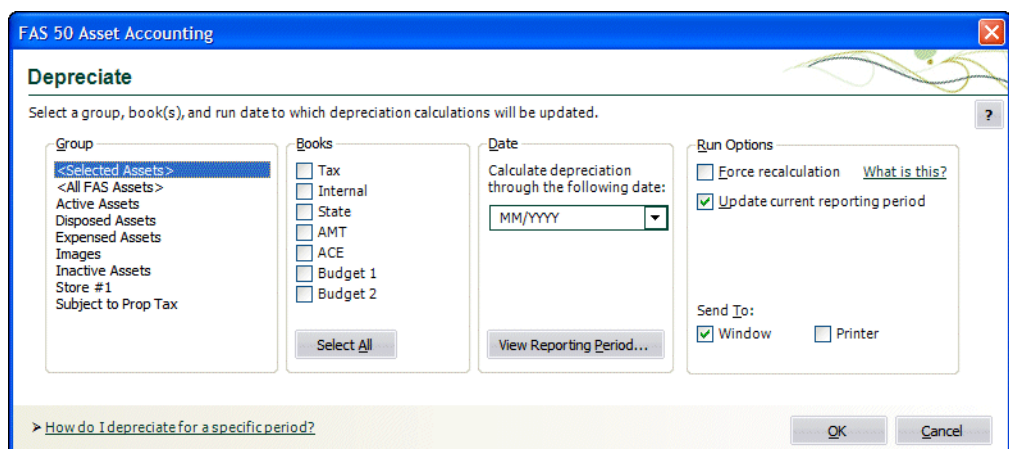 FAS 50 Asset Accounting
Depreciate
Select a group, book(s), and run date to which depreciation calculations will be updated.
?
Group
<Selected Assets>
<All FAS Assets>
Active Assets
Disposed Assets
Expensed Assets
Images
Inactive Assets
Store #1
Subject to Prop Tax
Books
Tax
Internal
State
AMT
ACE
Budget 1
Budget 2
Select All
Date
Calculate depreciation
through the following date:
MM/YYYY
View Reporting Period...
Run Options
Force recalculation What is this?
Update current reporting period
Send To:
Window Printer
How do I depreciate for a specific period?
OK Cancel